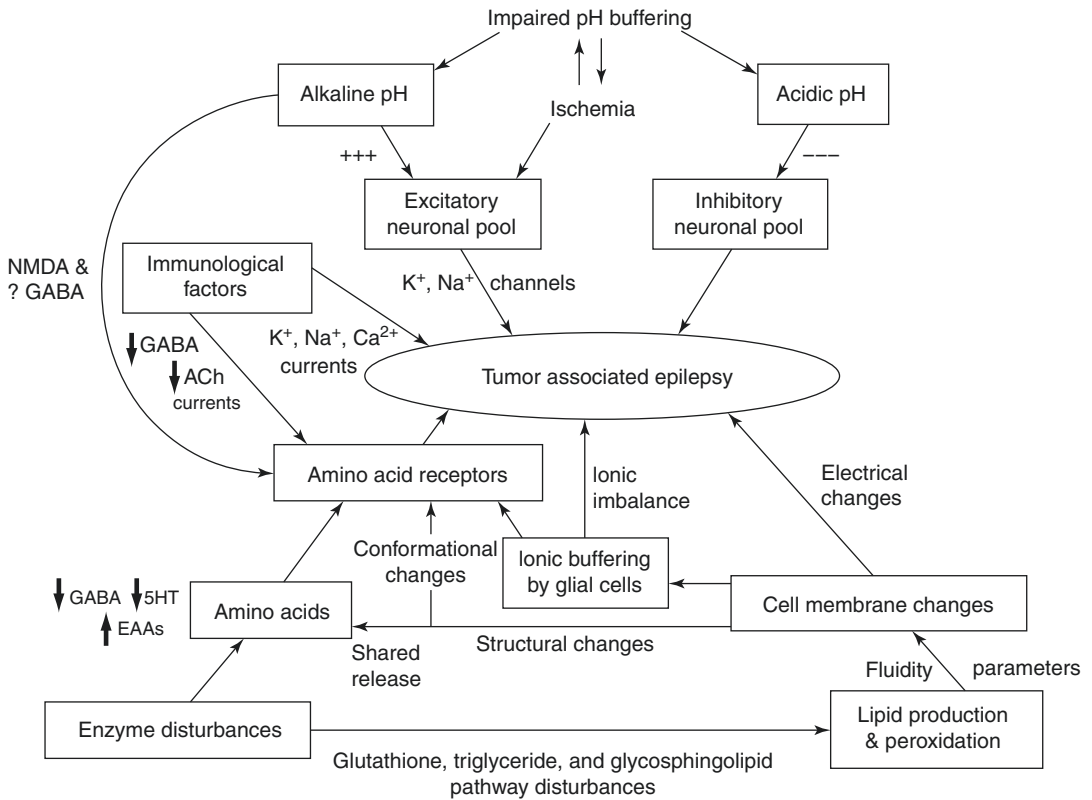 Impaired pH buffering
Alkaline pH
Ischemia
Acidic pH
+++
–––
Excitatory
neuronal pool
Inhibitory
neuronal pool
NMDA &
? GABA
Immunological
factors
K⁺, Na⁺ channels
K⁺, Na⁺, Ca²⁺
currents
GABA
ACh
currents
Tumor associated epilepsy
Amino acid receptors
Ionic
imbalance
Electrical
changes
Conformational
changes
Ionic buffering
by glial cells
GABA 5HT
EAAs
Amino acids
Cell membrane changes
Structural changes
Shared
release
Fluidity parameters
Enzyme disturbances
Lipid production
& peroxidation
Glutathione, triglyceride, and glycosphingolipid
pathway disturbances